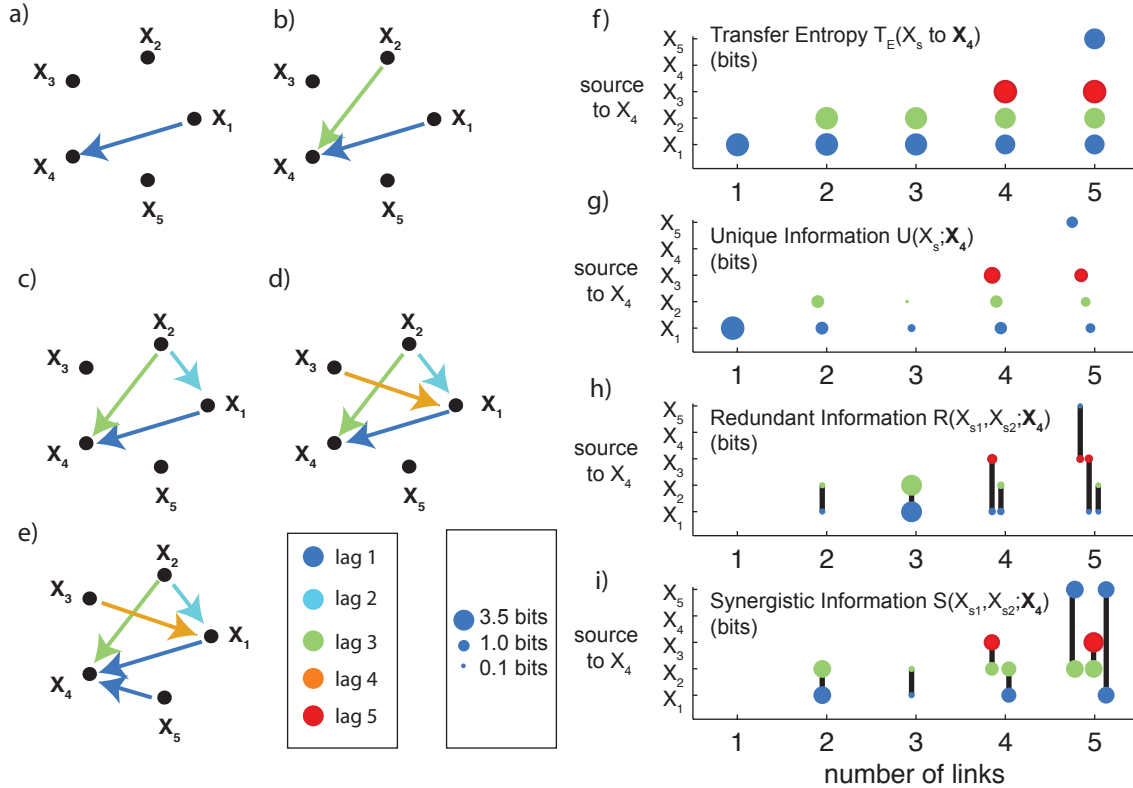 a)
X2
X3
X1
X4
X5
b)
X2
X3
X1
X4
X5
c)
X2
X3
X1
X4
X5
d)
X2
X3
X1
X4
X5
e)
X2
X3
X1
X4
X5
lag 1
lag 2
lag 3
lag 4
lag 5
3.5 bits
1.0 bits
0.1 bits
f)
Transfer Entropy TE(Xs to X4)
(bits)
source
to X4
X5
X4
X3
X2
X1
1 2 3 4 5
g)
Unique Information U(Xs;X4)
(bits)
source
to X4
X5
X4
X3
X2
X1
1 2 3 4 5
h)
Redundant Information R(Xs1,Xs2;X4)
(bits)
source
to X4
X5
X4
X3
X2
X1
1 2 3 4 5
i)
Synergistic Information S(Xs1,Xs2;X4)
(bits)
source
to X4
X5
X4
X3
X2
X1
1 2 3 4 5
number of links